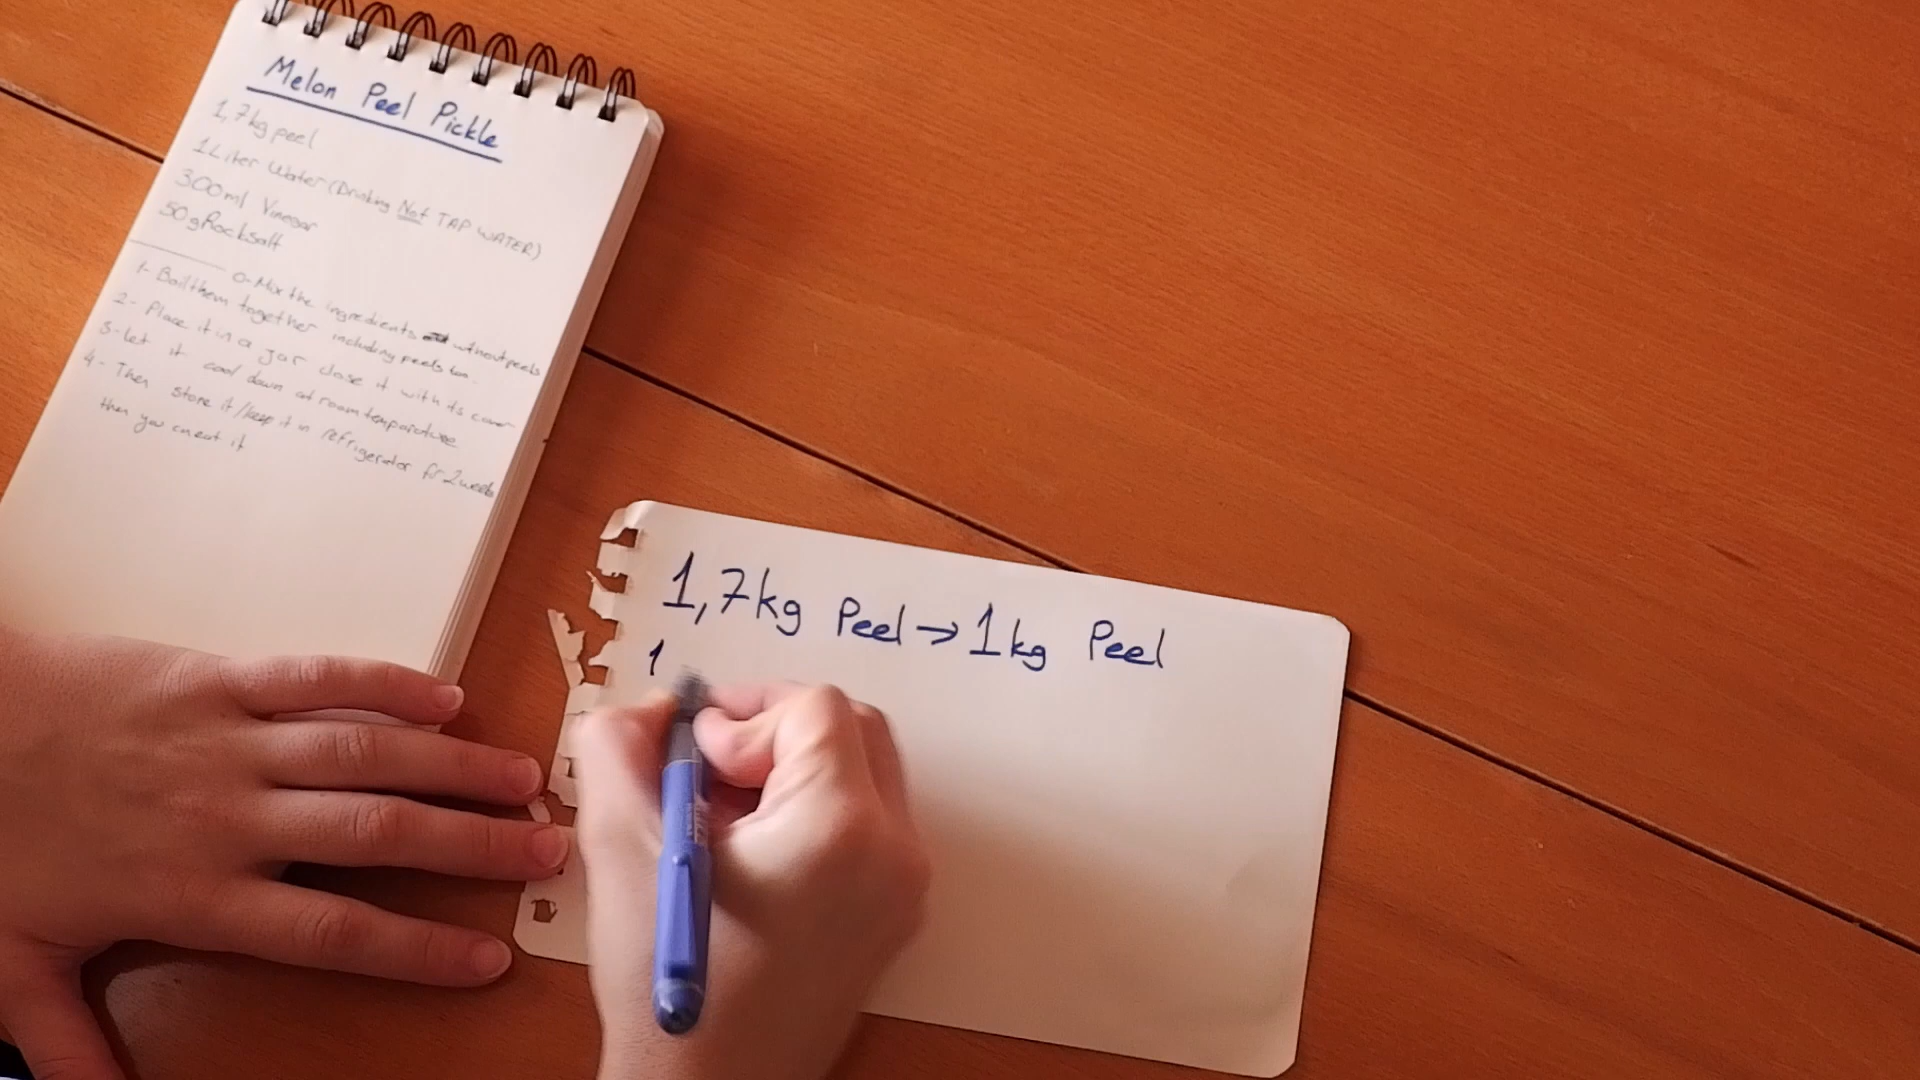 Melon Peel Pickle
1,7kg peel
1 Liter Water (Drinking Not TAP WATER)
300ml Vinegar
50g Rocksalt
0- Mix the ingredients without peels
1- Boil them together including peels too.
2- Place it in a jar close it with its cover
3- let it cool down at room temperature
4- Then store it/keep it in refrigerator for 2 weeks
then you can eat it
1,7kg Peel → 1kg Peel
1